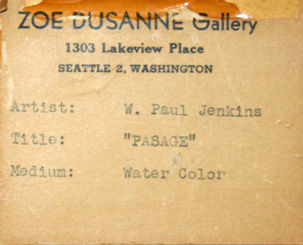 ZOE DUSANNE Gallery
1303 Lakeview Place
SEATTLE 2, WASHINGTON
Artist: W. Paul Jenkins
Title: "PASAGE"
Medium: Water Color